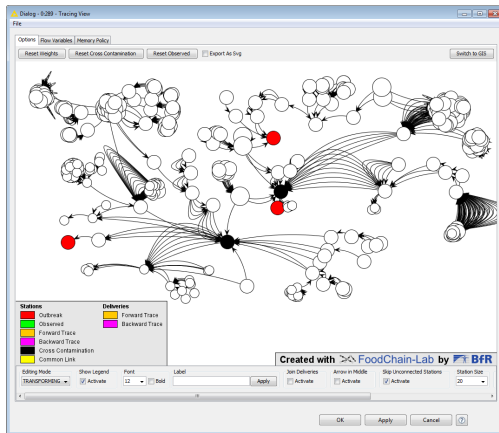 Dialog - 0:289 - Tracing View
File
Options Flow Variables Memory Policy
Reset Weights Reset Cross Contamination Reset Observed Export As Svg Switch to GIS
Stations Deliveries
Outbreak Forward Trace
Observed Backward Trace
Forward Trace
Backward Trace
Cross Contamination
Common Link
Created with FoodChain-Lab by BfR
Editing Mode Show Legend Font Label Join Deliveries Arrow in Middle Skip Unconnected Stations Station Size
TRANSFORMING Activate 12 Bold Apply Activate Activate Activate 20
OK Apply Cancel ?